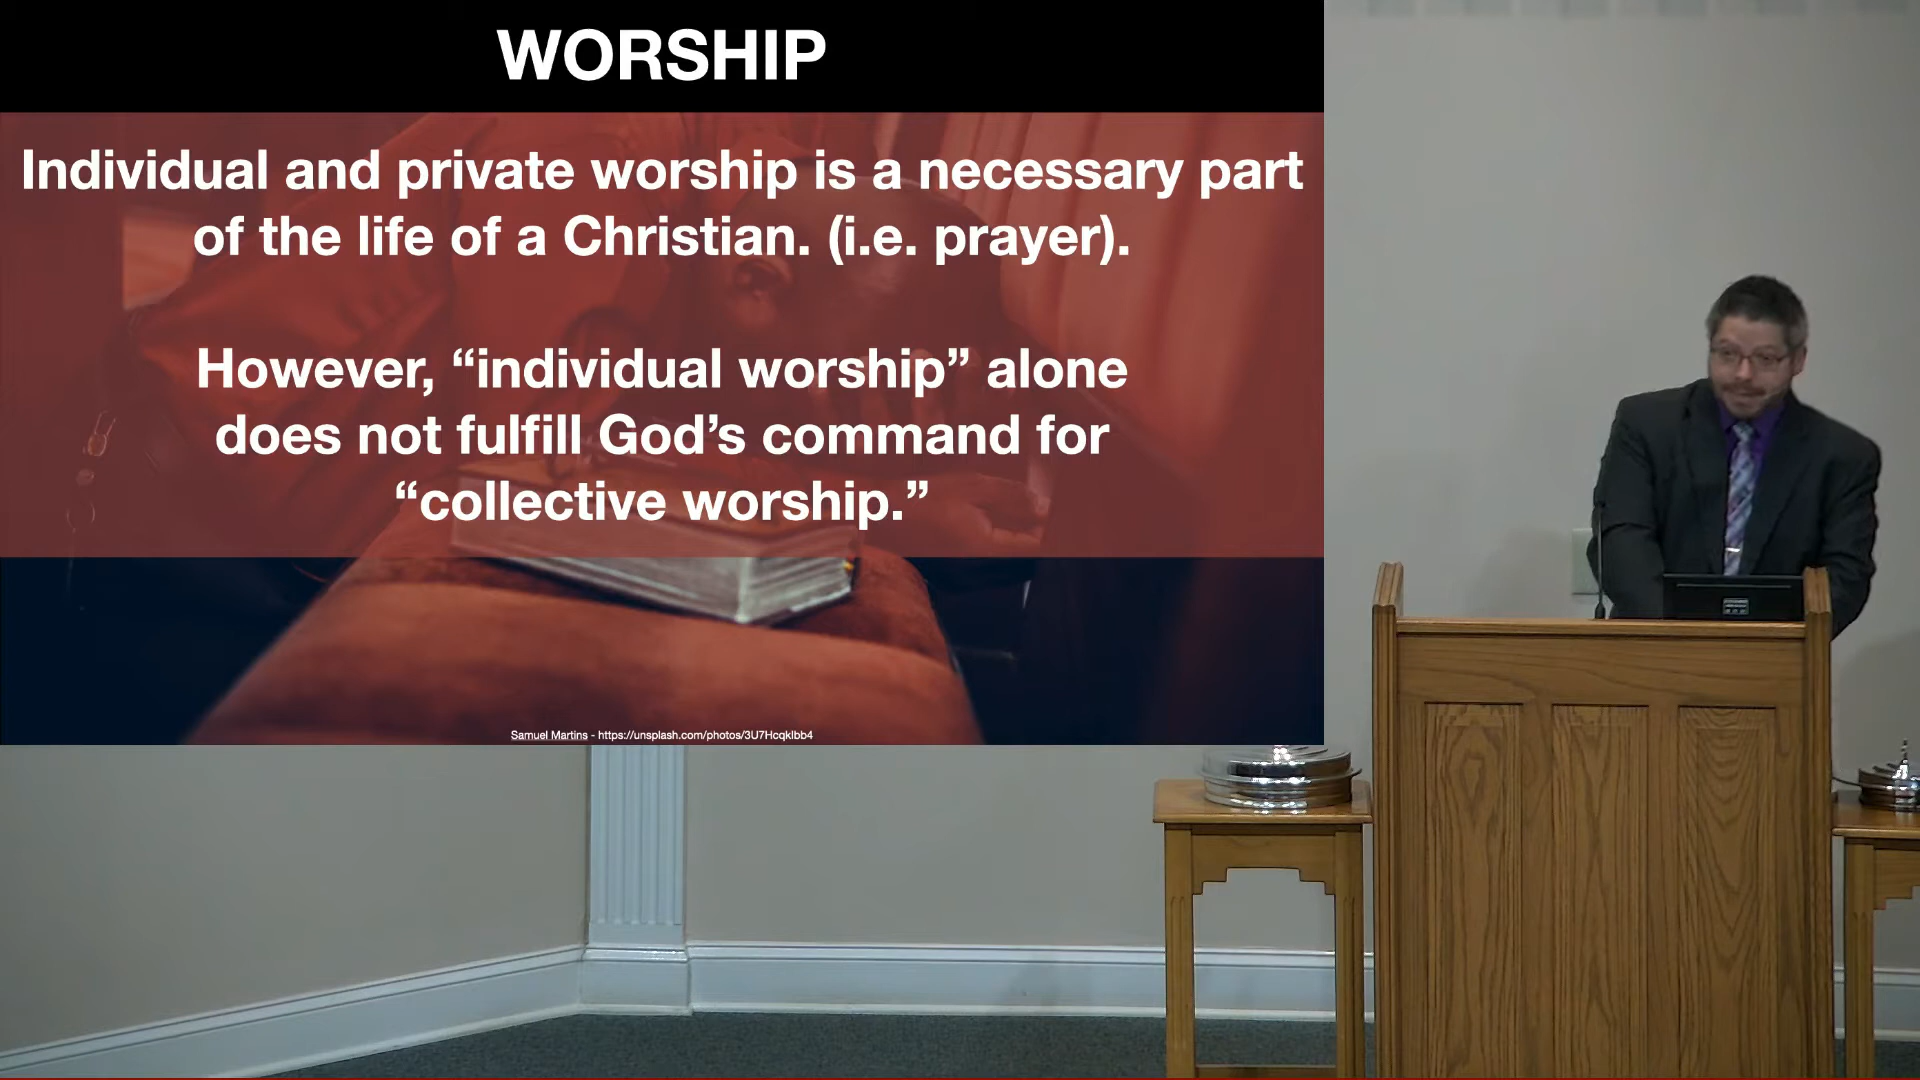 WORSHIP
Individual and private worship is a necessary part
of the life of a Christian. (i.e. prayer).
However, “individual worship” alone
does not fulfill God’s command for
“collective worship.”
Samuel Martins - https://unsplash.com/photos/3U7HcqkIbb4